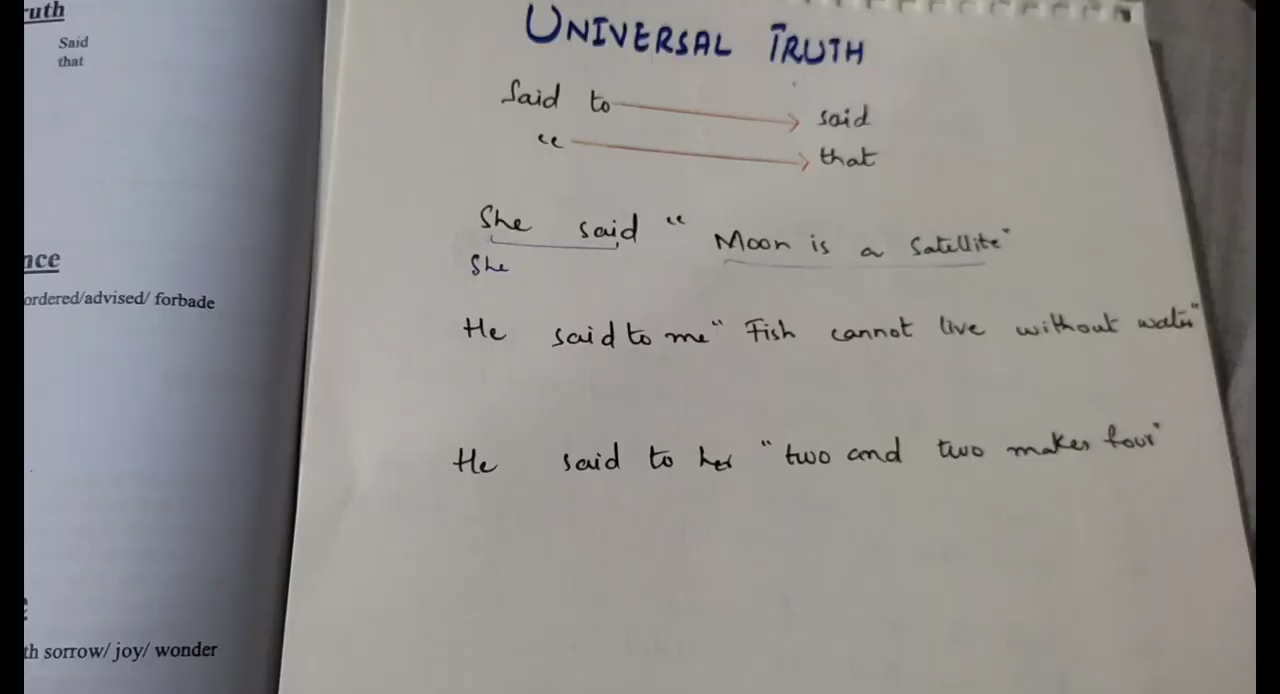 ruth
Said
that
nce
ordered/advised/ forbade
th sorrow/ joy/ wonder
UNIVERSAL TRUTH
Said to → said
“ → that
She said “ Moon is a Satellite"
She
He said to me “ Fish cannot live without water"
He said to her “ two and two makes four"